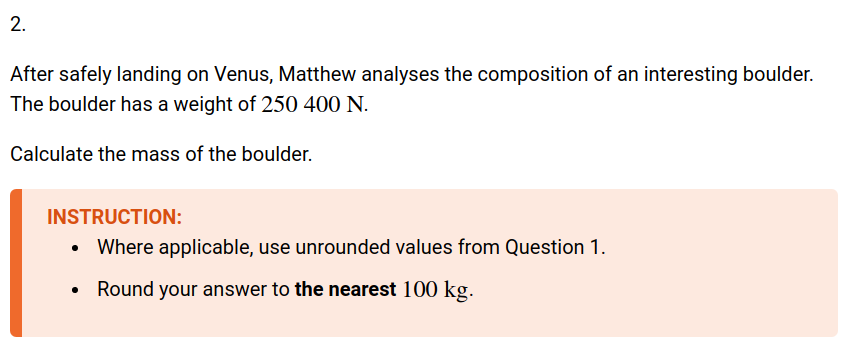 2.
After safely landing on Venus, Matthew analyses the composition of an interesting boulder.
The boulder has a weight of 250 400 N.
Calculate the mass of the boulder.
INSTRUCTION:
• Where applicable, use unrounded values from Question 1.
• Round your answer to the nearest 100 kg.